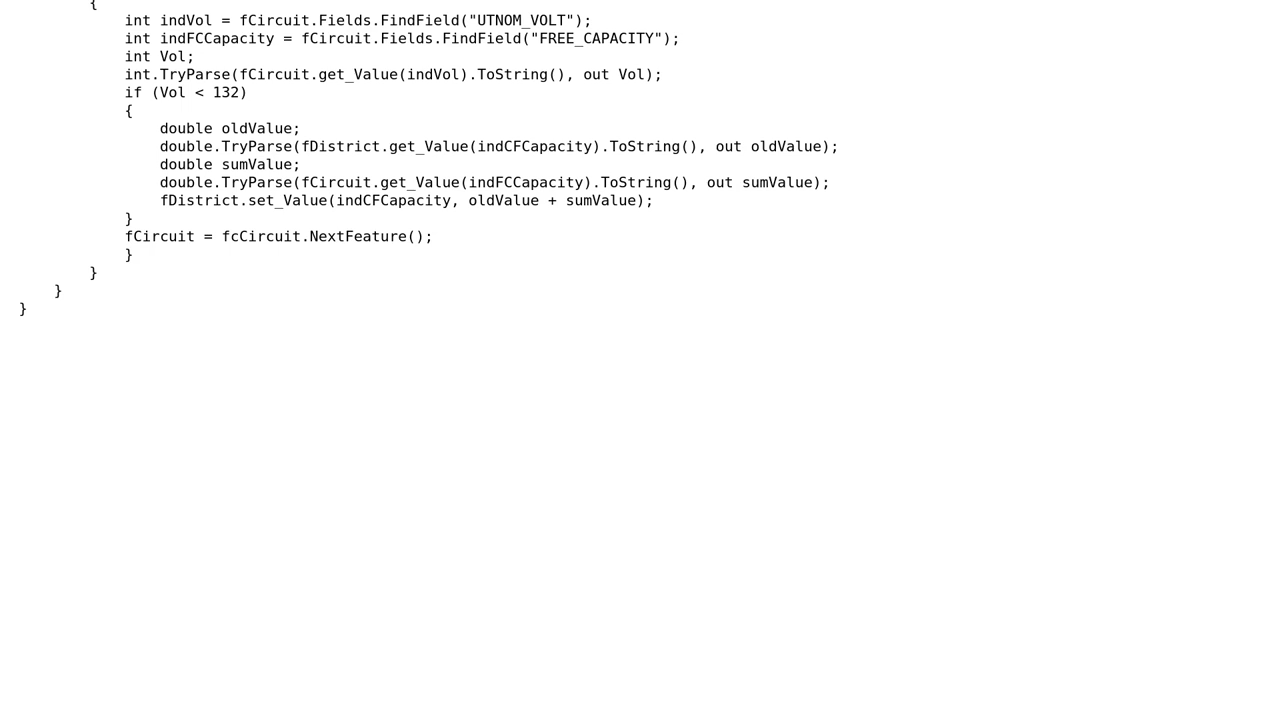 {
int indVol = fCircuit.Fields.FindField("UTNOM_VOLT");
int indFCCapacity = fCircuit.Fields.FindField("FREE_CAPACITY");
int Vol;
int.TryParse(fCircuit.get_Value(indVol).ToString(), out Vol);
if (Vol < 132)
{
double oldValue;
double.TryParse(fDistrict.get_Value(indCFCapacity).ToString(), out oldValue);
double sumValue;
double.TryParse(fCircuit.get_Value(indFCCapacity).ToString(), out sumValue);
fDistrict.set_Value(indCFCapacity, oldValue + sumValue);
}
fCircuit = fcCircuit.NextFeature();
}
}
}
}